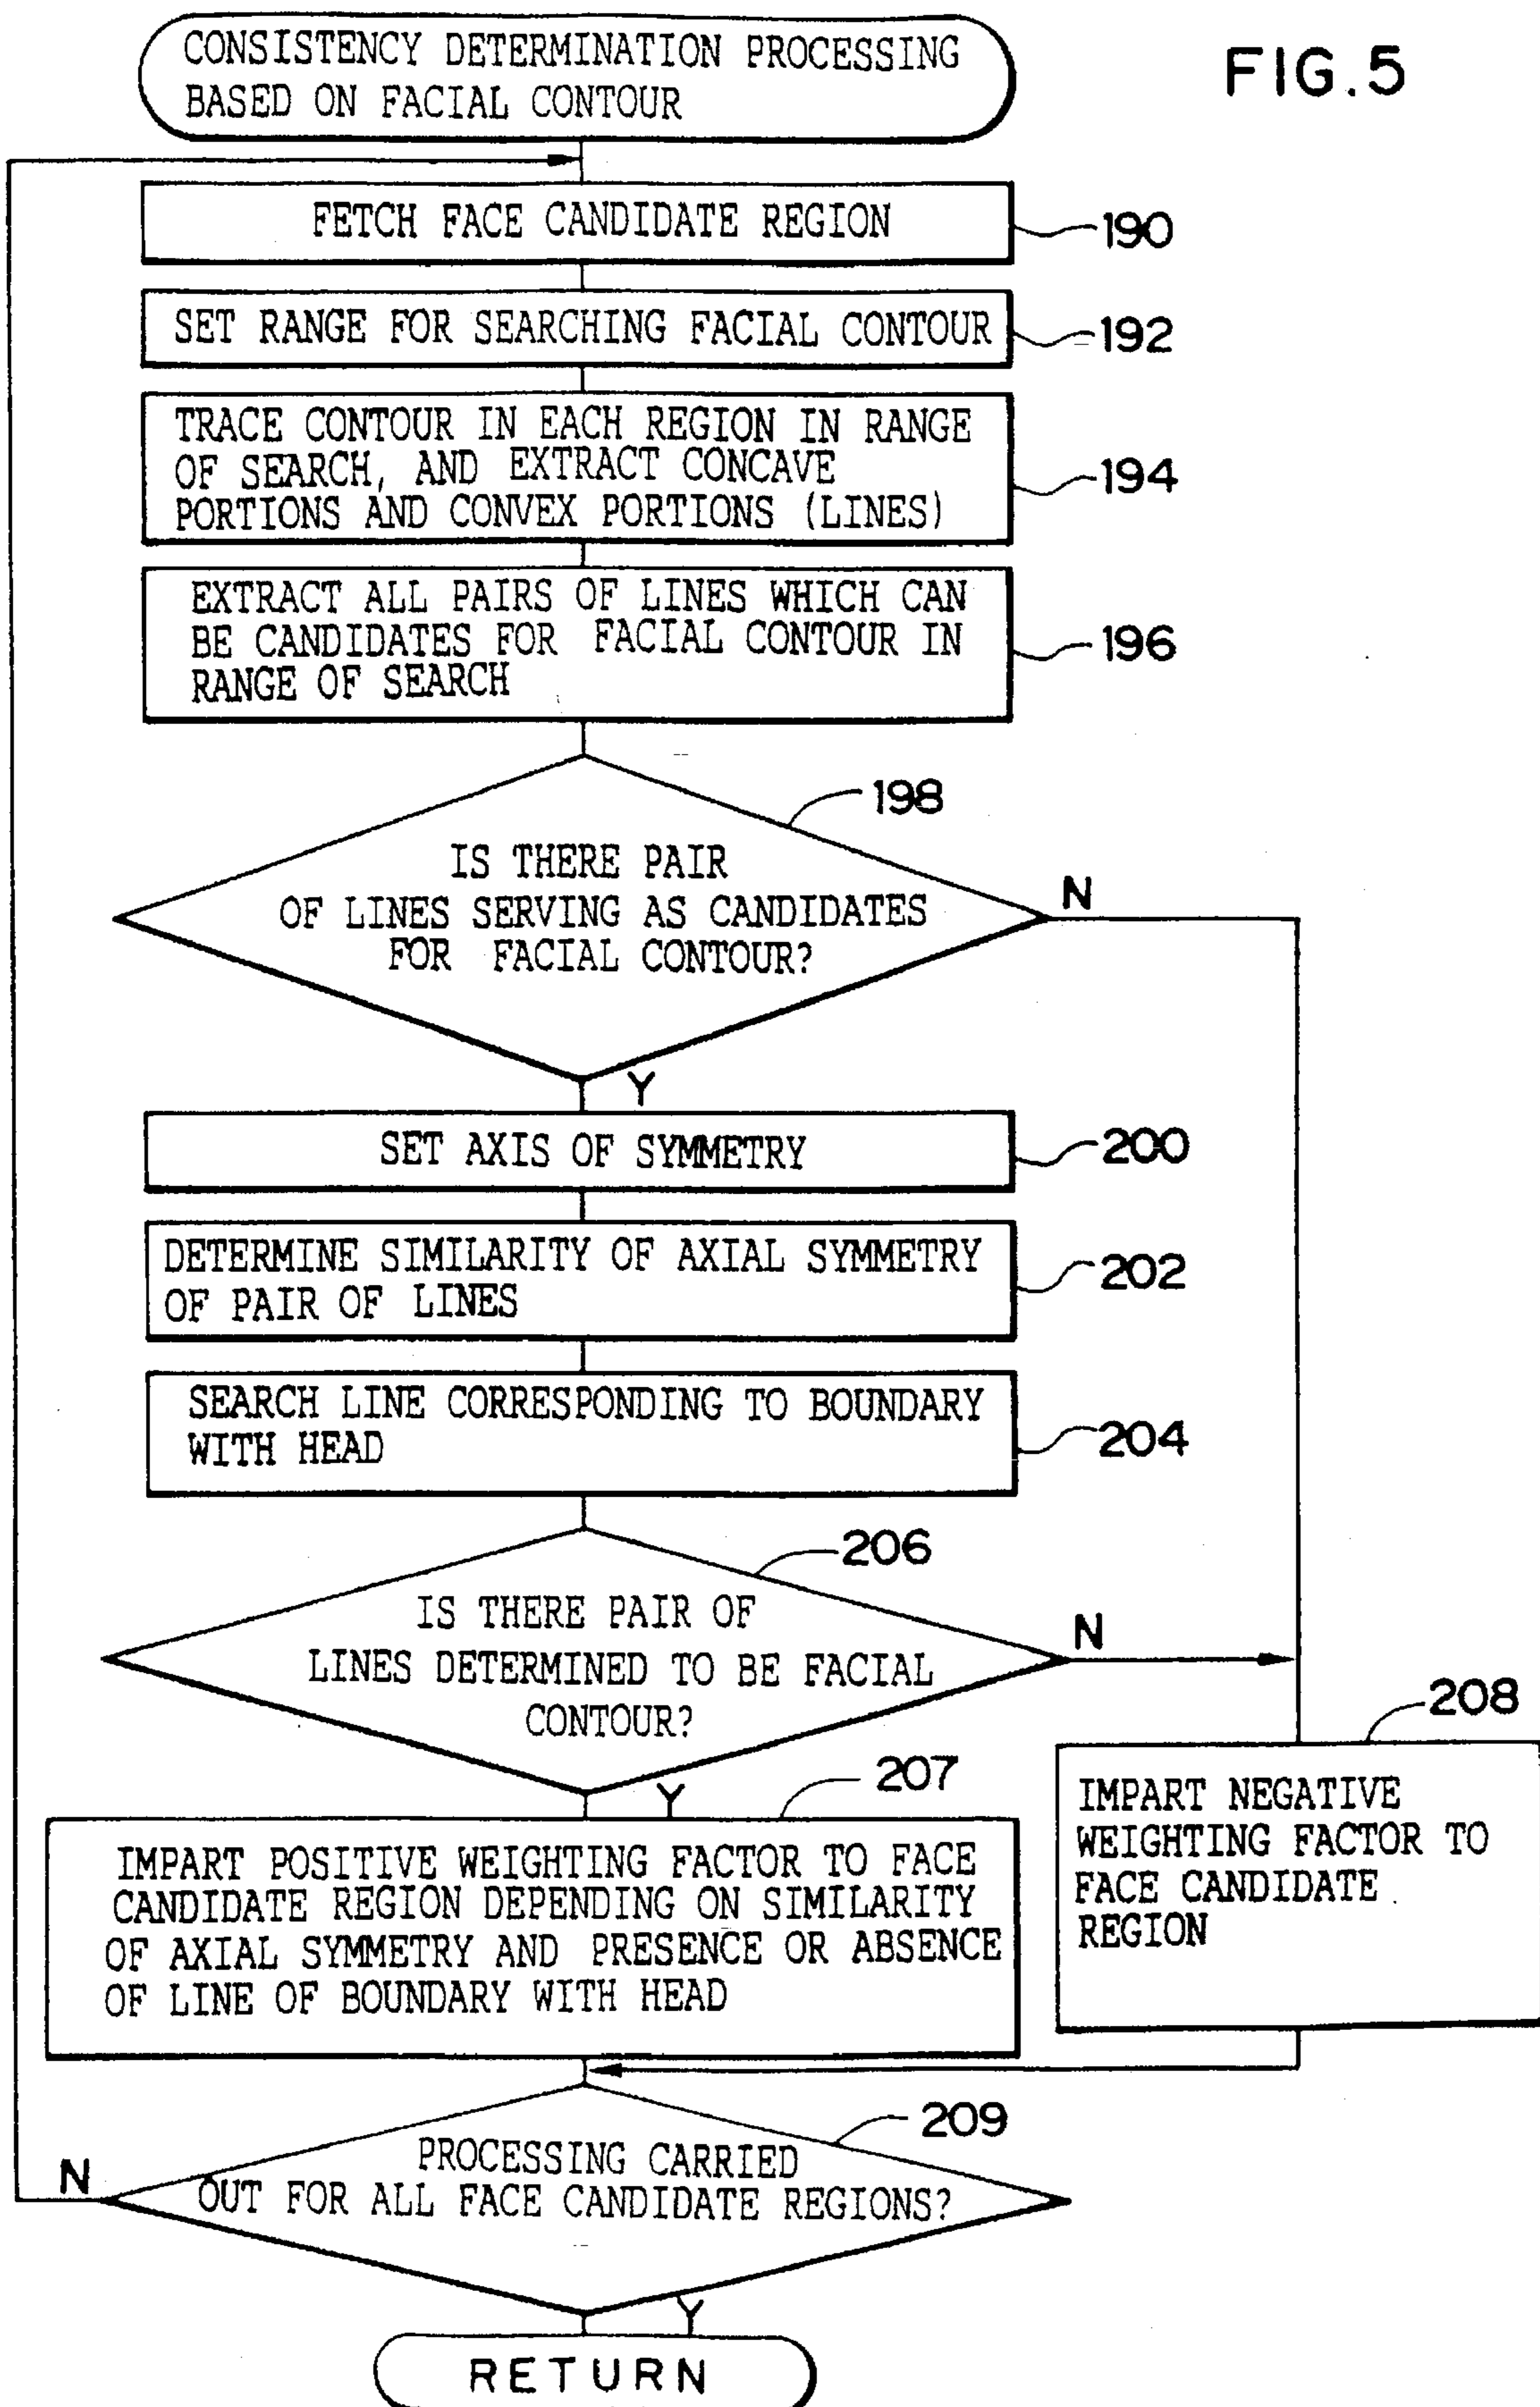 CONSISTENCY DETERMINATION PROCESSING
BASED ON FACIAL CONTOUR
FIG.5
FETCH FACE CANDIDATE REGION
190
SET RANGE FOR SEARCHING FACIAL CONTOUR
192
TRACE CONTOUR IN EACH REGION IN RANGE
OF SEARCH, AND EXTRACT CONCAVE
PORTIONS AND CONVEX PORTIONS (LINES)
194
EXTRACT ALL PAIRS OF LINES WHICH CAN
BE CANDIDATES FOR FACIAL CONTOUR IN
RANGE OF SEARCH
196
198
IS THERE PAIR
OF LINES SERVING AS CANDIDATES
FOR FACIAL CONTOUR?
N
Y
SET AXIS OF SYMMETRY
200
DETERMINE SIMILARITY OF AXIAL SYMMETRY
OF PAIR OF LINES
202
SEARCH LINE CORRESPONDING TO BOUNDARY
WITH HEAD
204
206
IS THERE PAIR OF
LINES DETERMINED TO BE FACIAL
CONTOUR?
N
Y
207
IMPART POSITIVE WEIGHTING FACTOR TO FACE
CANDIDATE REGION DEPENDING ON SIMILARITY
OF AXIAL SYMMETRY AND PRESENCE OR ABSENCE
OF LINE OF BOUNDARY WITH HEAD
208
IMPART NEGATIVE
WEIGHTING FACTOR TO
FACE CANDIDATE
REGION
209
PROCESSING CARRIED
OUT FOR ALL FACE CANDIDATE REGIONS?
N
Y
RETURN